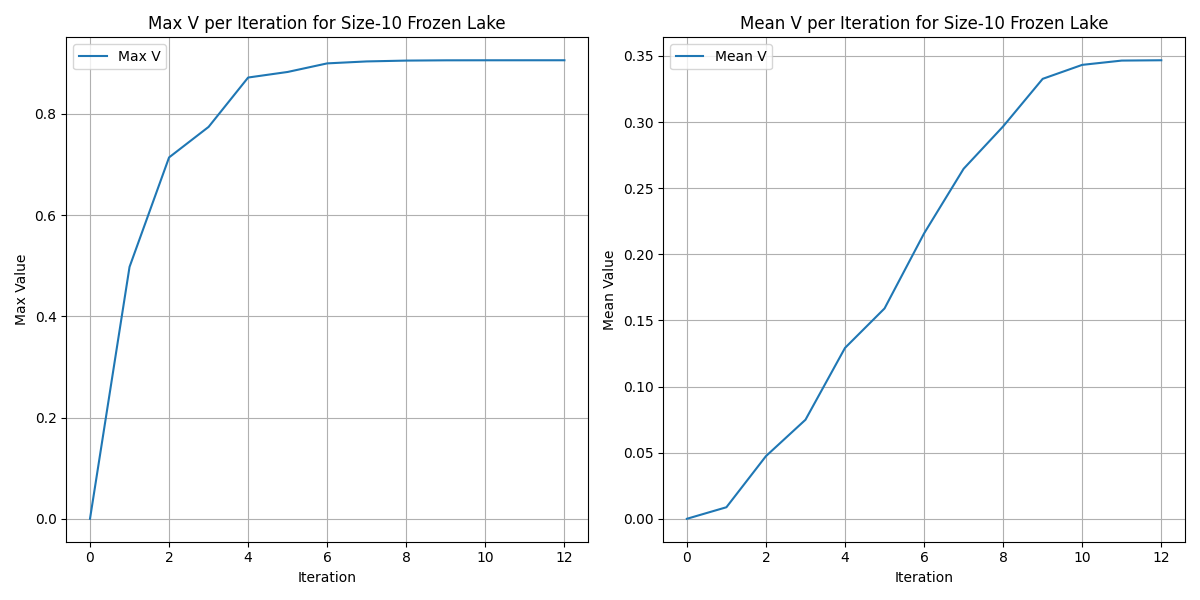 Max V per Iteration for Size-10 Frozen Lake
Max V
0.8
0.6
0.4
0.2
0.0
Max Value
0 2 4 6 8 10 12
Iteration
Mean V per Iteration for Size-10 Frozen Lake
Mean V
0.35
0.30
0.25
0.20
0.15
0.10
0.05
0.00
Mean Value
0 2 4 6 8 10 12
Iteration